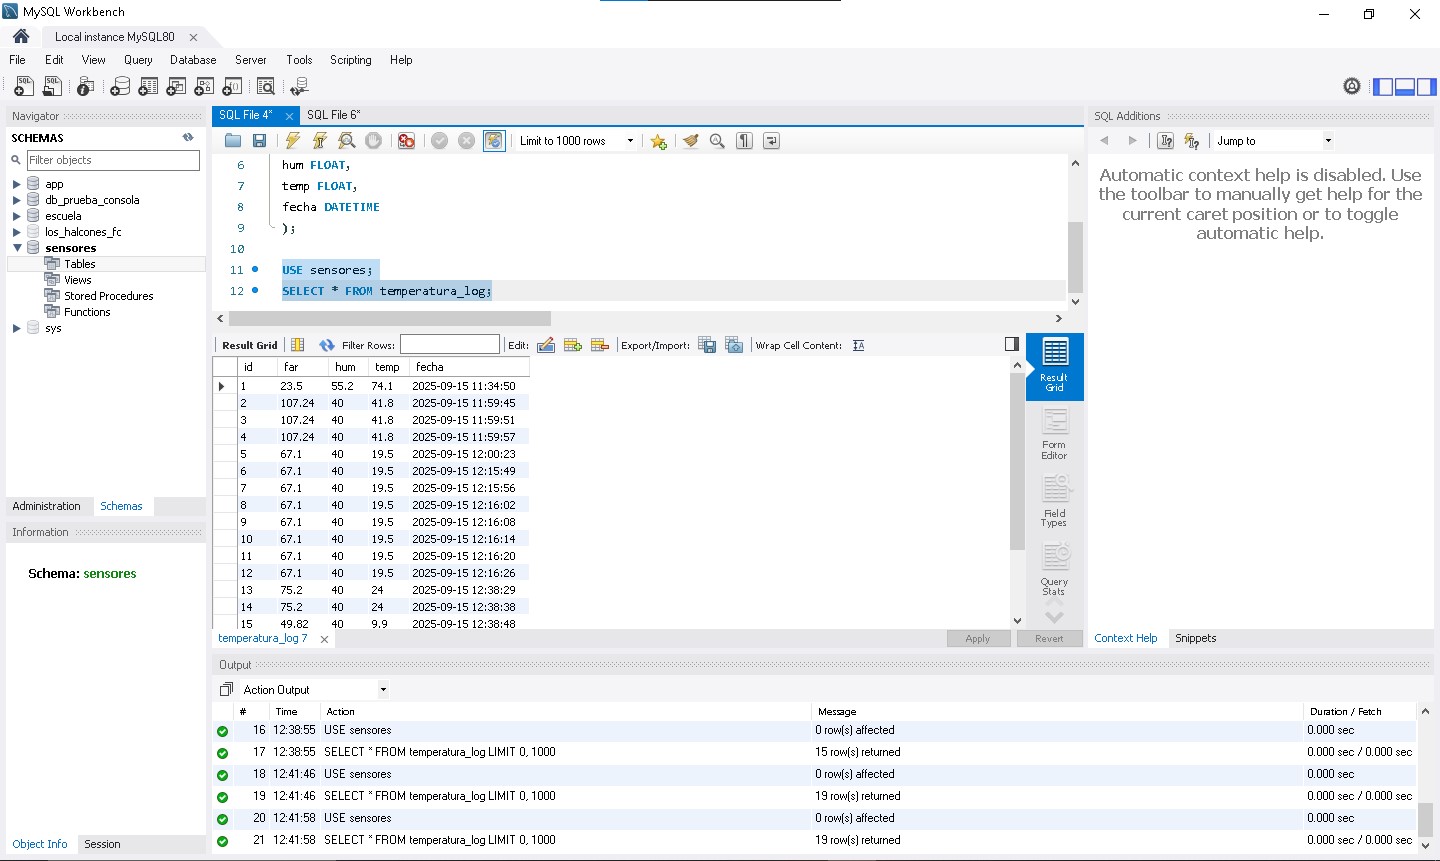 MySQL Workbench
Local instance MySQL80
File Edit View Query Database Server Tools Scripting Help
Navigator
SCHEMAS
Filter objects
app
db_prueba_consola
escuela
los_halcones_fc
sensores
Tables
Views
Stored Procedures
Functions
sys
Administration Schemas
Information
Schema: sensores
Object Info Session
SQL File 4* SQL File 6*
Limit to 1000 rows
6 hum FLOAT,
7 temp FLOAT,
8 fecha DATETIME
9 );
10
11 USE sensores;
12 SELECT * FROM temperatura_log;
Result Grid Filter Rows: Edit: Export/Import: Wrap Cell Content:
id far hum temp fecha
1 23.5 55.2 74.1 2025-09-15 11:34:50
2 107.24 40 41.8 2025-09-15 11:59:45
3 107.24 40 41.8 2025-09-15 11:59:51
4 107.24 40 41.8 2025-09-15 11:59:57
5 67.1 40 19.5 2025-09-15 12:00:23
6 67.1 40 19.5 2025-09-15 12:15:49
7 67.1 40 19.5 2025-09-15 12:15:56
8 67.1 40 19.5 2025-09-15 12:16:02
9 67.1 40 19.5 2025-09-15 12:16:08
10 67.1 40 19.5 2025-09-15 12:16:14
11 67.1 40 19.5 2025-09-15 12:16:20
12 67.1 40 19.5 2025-09-15 12:16:26
13 75.2 40 24 2025-09-15 12:38:29
14 75.2 40 24 2025-09-15 12:38:38
15 49.82 40 9.9 2025-09-15 12:38:48
Result
Grid
Form
Editor
Field
Types
Query
Stats
temperatura_log 7
Apply Revert
SQL Additions
Jump to
Automatic context help is disabled. Use
the toolbar to manually get help for the
current caret position or to toggle
automatic help.
Context Help Snippets
Output
Action Output
# Time Action Message Duration / Fetch
16 12:38:55 USE sensores 0 row(s) affected 0.000 sec
17 12:38:55 SELECT * FROM temperatura_log LIMIT 0, 1000 15 row(s) returned 0.000 sec / 0.000 sec
18 12:41:46 USE sensores 0 row(s) affected 0.000 sec
19 12:41:46 SELECT * FROM temperatura_log LIMIT 0, 1000 19 row(s) returned 0.000 sec / 0.000 sec
20 12:41:58 USE sensores 0 row(s) affected 0.000 sec
21 12:41:58 SELECT * FROM temperatura_log LIMIT 0, 1000 19 row(s) returned 0.000 sec / 0.000 sec